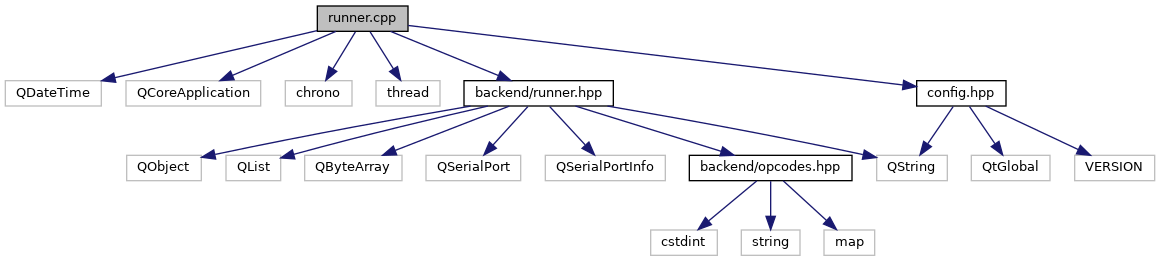 runner.cpp
QDateTime
QCoreApplication
chrono
thread
backend/runner.hpp
config.hpp
QObject
QList
QByteArray
QSerialPort
QSerialPortInfo
backend/opcodes.hpp
QString
QtGlobal
VERSION
cstdint
string
map